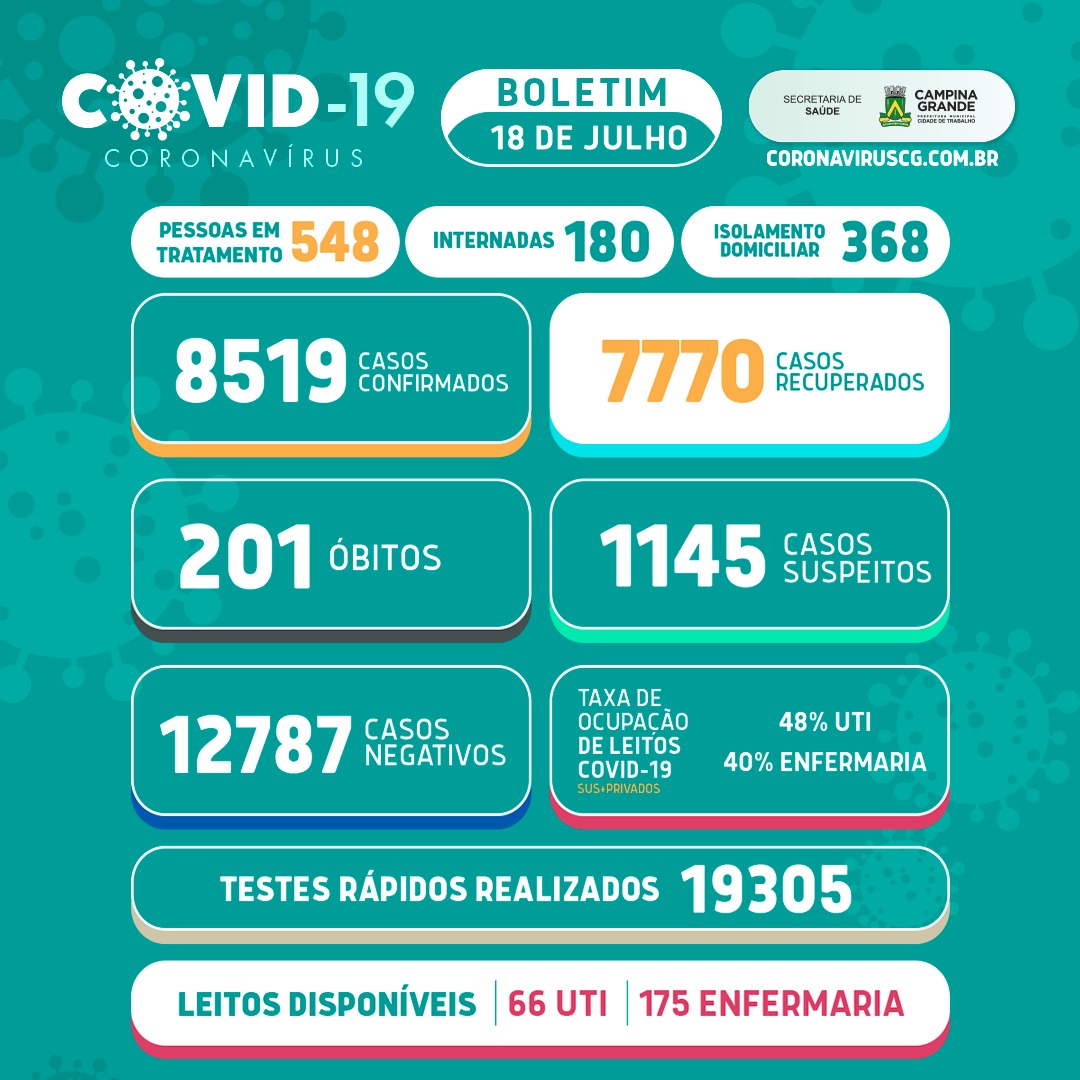 COVID-19
CORONAVÍRUS
BOLETIM
18 DE JULHO
SECRETARIA DE
SAÚDE
CAMPINA
GRANDE
PREFEITURA MUNICIPAL
CIDADE DE TRABALHO
CORONAVIRUSCG.COM.BR
PESSOAS EM
TRATAMENTO 548
INTERNADAS 180
ISOLAMENTO
DOMICILIAR 368
8519 CASOS
CONFIRMADOS
7770 CASOS
RECUPERADOS
201 ÓBITOS
1145 CASOS
SUSPEITOS
12787 CASOS
NEGATIVOS
TAXA DE
OCUPAÇÃO
DE LEITOS
COVID-19
SUS+PRIVADOS
48% UTI
40% ENFERMARIA
TESTES RÁPIDOS REALIZADOS 19305
LEITOS DISPONÍVEIS 66 UTI 175 ENFERMARIA